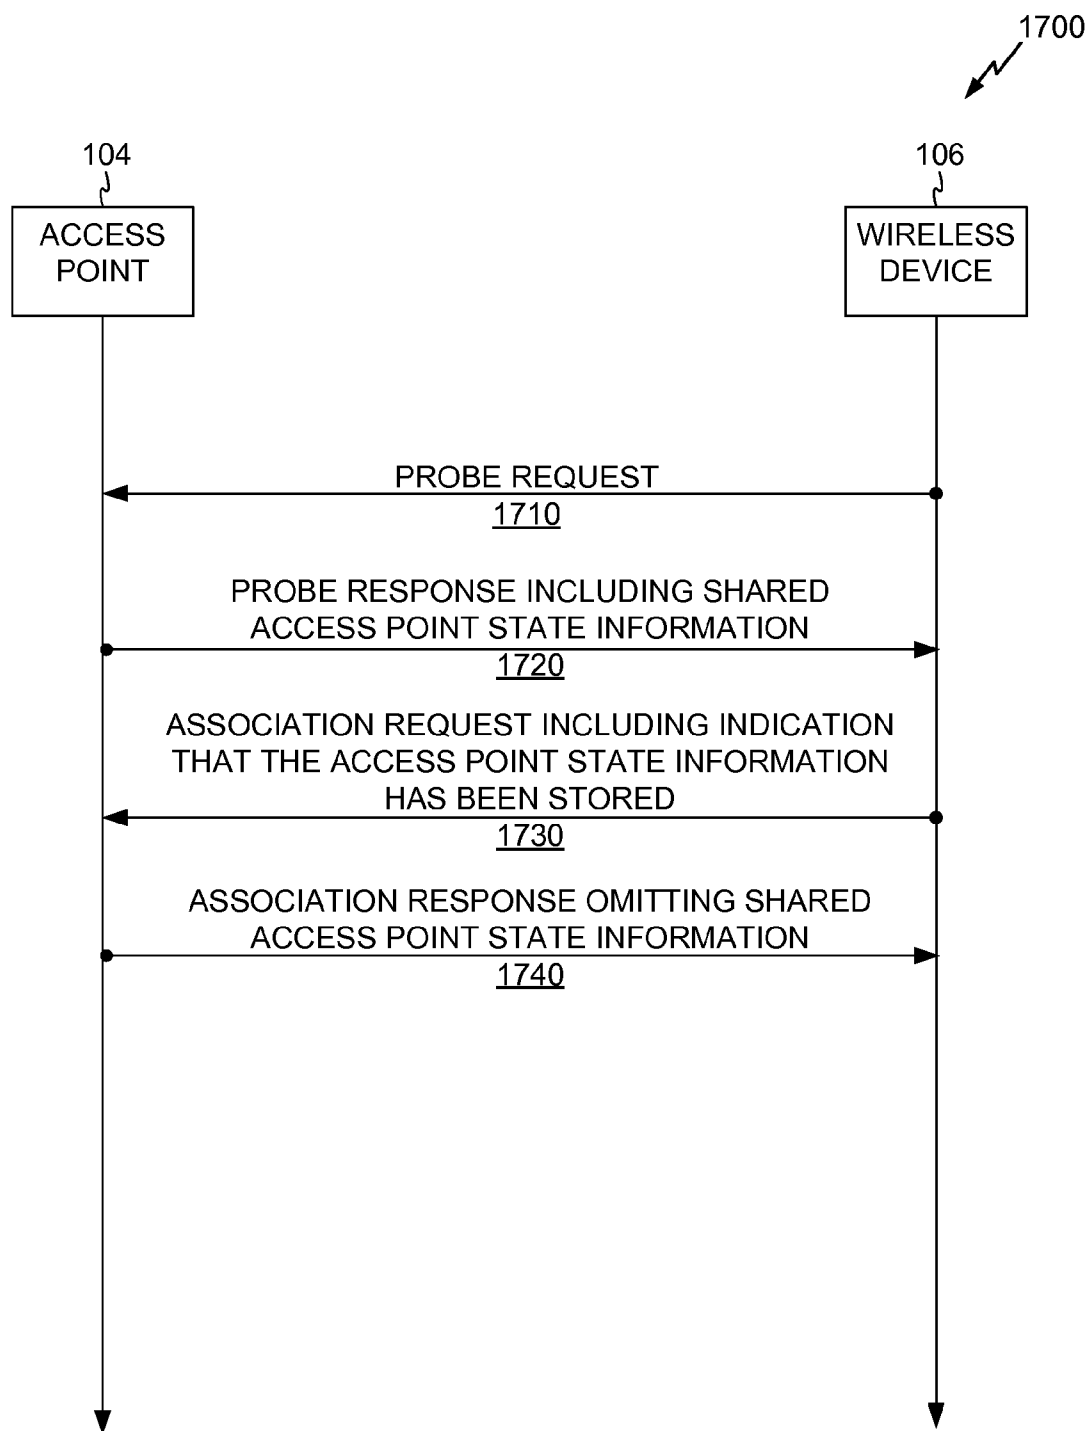 1700
104
106
ACCESS
POINT
WIRELESS
DEVICE
PROBE REQUEST
1710
PROBE RESPONSE INCLUDING SHARED
ACCESS POINT STATE INFORMATION
1720
ASSOCIATION REQUEST INCLUDING INDICATION
THAT THE ACCESS POINT STATE INFORMATION
HAS BEEN STORED
1730
ASSOCIATION RESPONSE OMITTING SHARED
ACCESS POINT STATE INFORMATION
1740